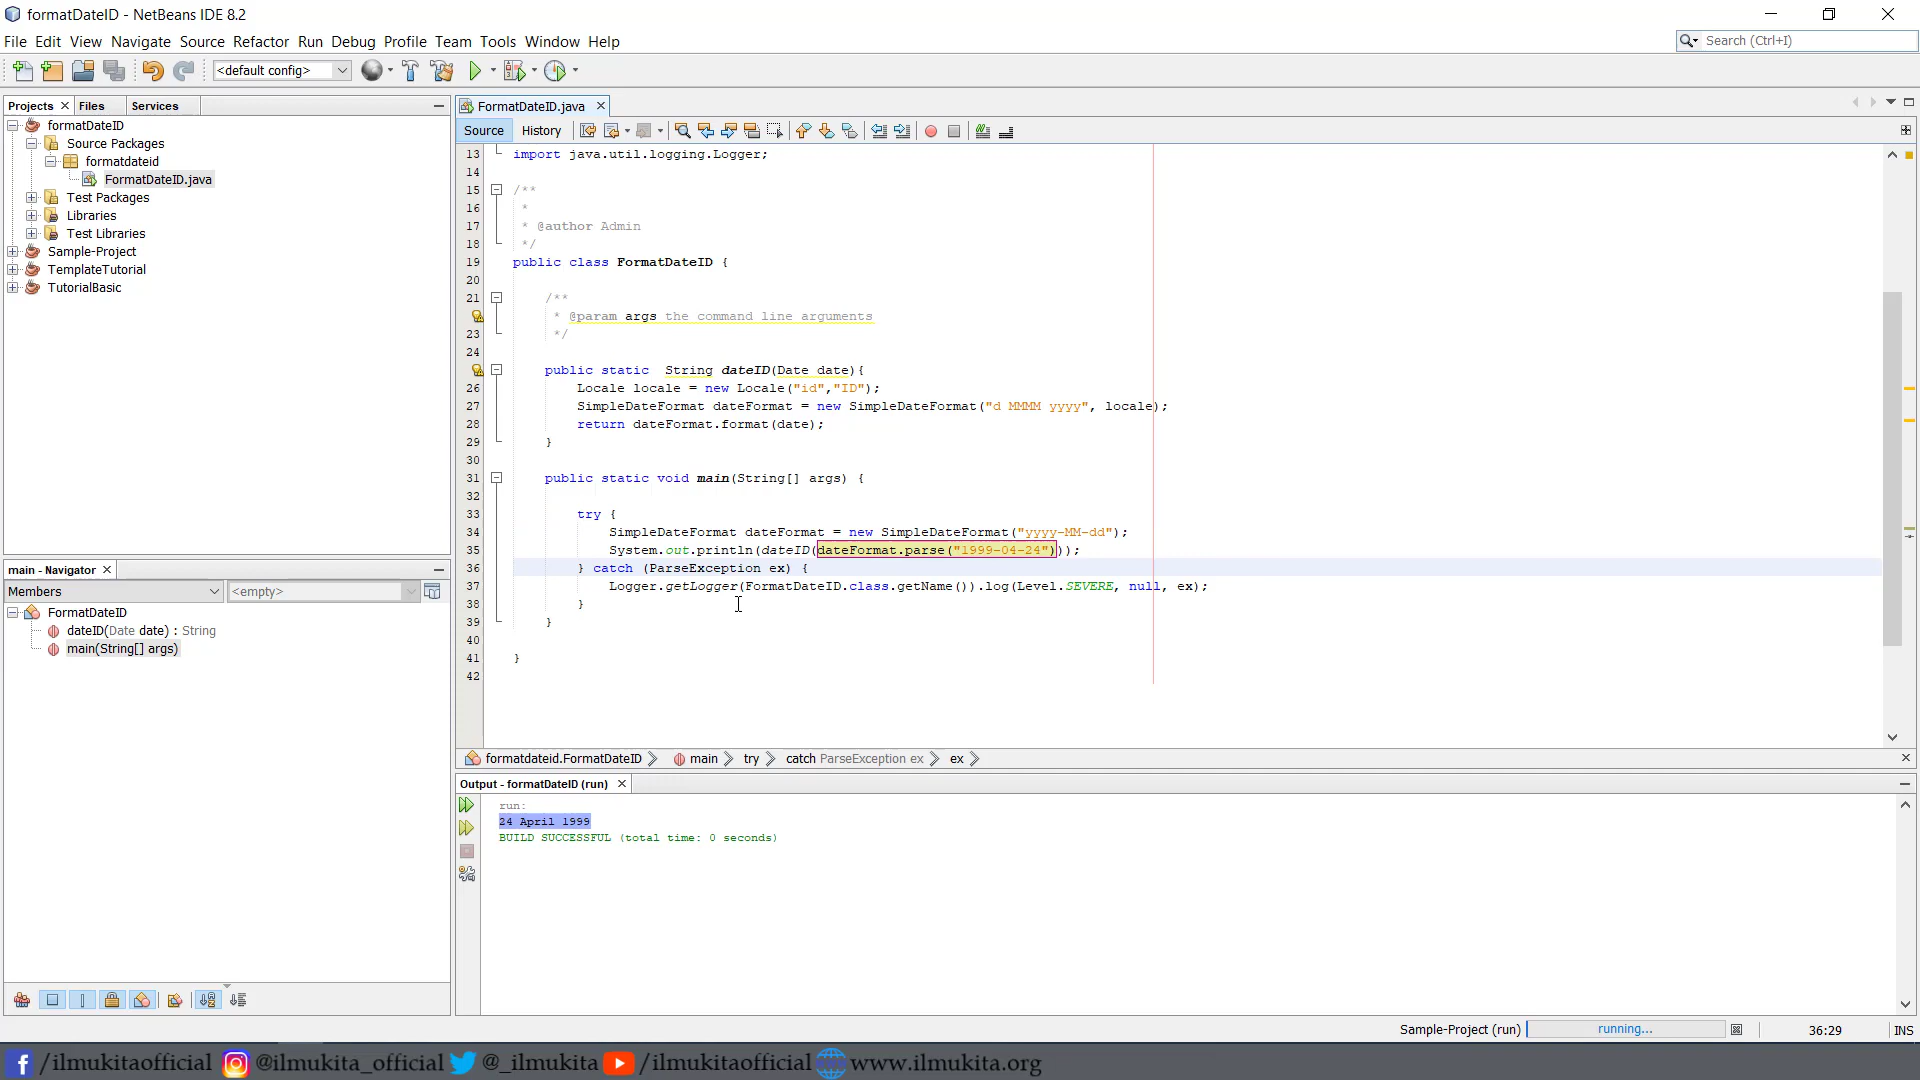 formatDateID - NetBeans IDE 8.2
File Edit View Navigate Source Refactor Run Debug Profile Team Tools Window Help
Search (Ctrl+I)
<default config>
Projects Files Services
formatDateID
Source Packages
formatdateid
FormatDateID.java
Test Packages
Libraries
Test Libraries
Sample-Project
TemplateTutorial
TutorialBasic
main - Navigator
Members <empty>
FormatDateID
dateID(Date date) : String
main(String[] args)
FormatDateID.java
Source History
13 import java.util.logging.Logger;
14
15 /**
16 *
17 * @author Admin
18 */
19 public class FormatDateID {
20
21 /**
* @param args the command line arguments
23 */
24
public static  String dateID(Date date){
26 Locale locale = new Locale("id","ID");
27 SimpleDateFormat dateFormat = new SimpleDateFormat("d MMMM yyyy", locale);
28 return dateFormat.format(date);
29 }
30
31 public static void main(String[] args) {
32
33 try {
34 SimpleDateFormat dateFormat = new SimpleDateFormat("yyyy-MM-dd");
35 System.out.println(dateID(dateFormat.parse("1999-04-24")));
36 } catch (ParseException ex) {
37 Logger.getLogger(FormatDateID.class.getName()).log(Level.SEVERE, null, ex);
38 }
39 }
40
41 }
42
formatdateid.FormatDateID main try catch ParseException ex ex
Output - formatDateID (run)
run:
24 April 1999
BUILD SUCCESSFUL (total time: 0 seconds)
Sample-Project (run) running... 36:29 INS
/ilmukitaofficial @ilmukita_official @_ilmukita /ilmukitaofficial www.ilmukita.org